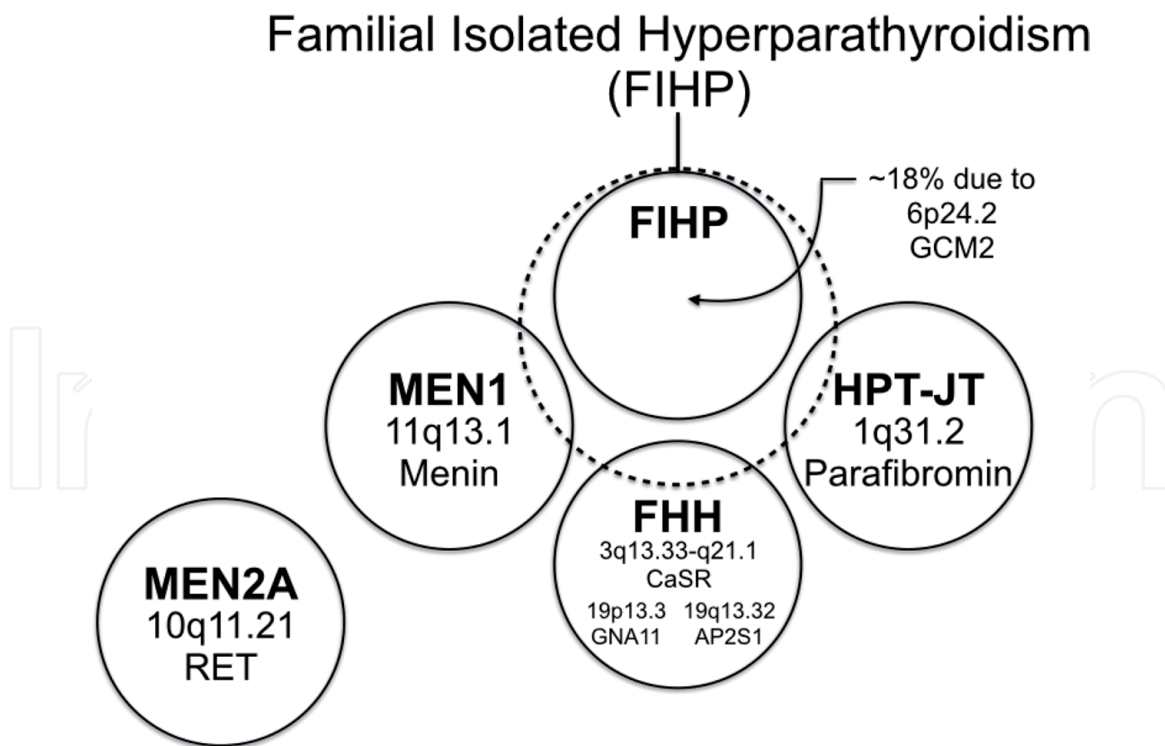 Familial Isolated Hyperparathyroidism
(FIHP)
~18% due to
6p24.2
GCM2
FIHP
MEN1
11q13.1
Menin
HPT-JT
1q31.2
Parafibromin
FHH
3q13.33-q21.1
CaSR
19p13.3 19q13.32
GNA11 AP2S1
MEN2A
10q11.21
RET